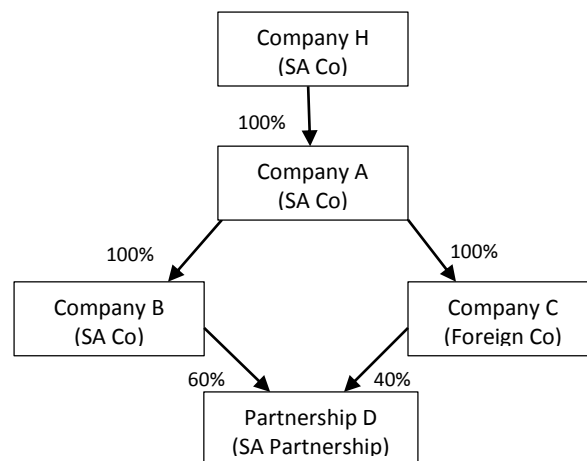 Company H
(SA Co)
100%
Company A
(SA Co)
100%
100%
Company B
(SA Co)
Company C
(Foreign Co)
60%
40%
Partnership D
(SA Partnership)